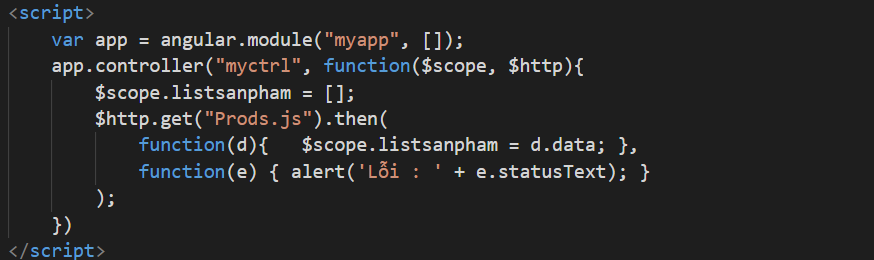 <script>
var app = angular.module("myapp", []);
app.controller("myctrl", function($scope, $http){
$scope.listsanpham = [];
$http.get("Prods.js").then(
function(d){   $scope.listsanpham = d.data; },
function(e) { alert('Lỗi : ' + e.statusText); }
);
})
</script>